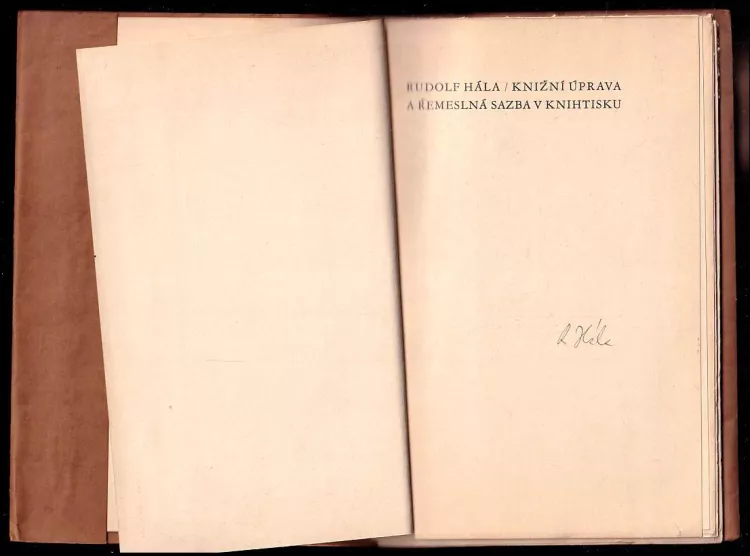 RUDOLF HÁLA / KNIŽNÍ ÚPRAVA
A ŘEMESLNÁ SAZBA V KNIHTISKU
R Hála